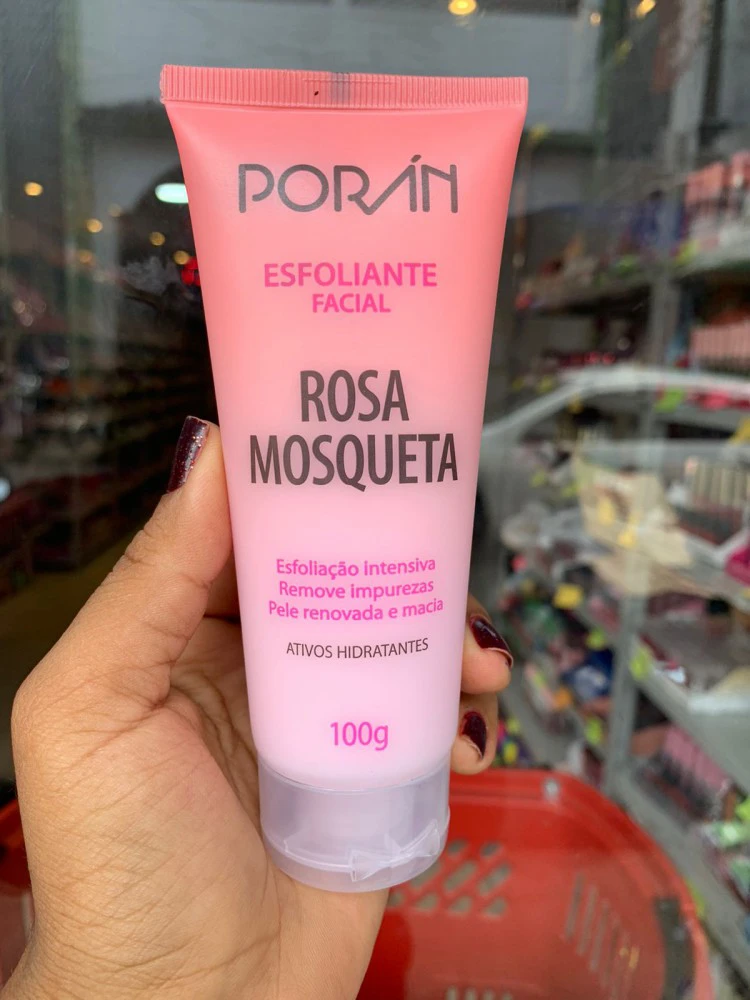 PORÁN
ESFOLIANTE
FACIAL
ROSA
MOSQUETA
Esfoliação intensiva
Remove impurezas
Pele renovada e macia
ATIVOS HIDRATANTES
100g